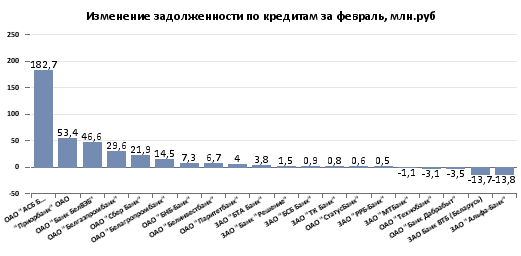 Изменение задолженности по кредитам за февраль, млн.руб
250
200
150
100
50
0
-50
182,7
53,4
46,6
29,6
21,9
14,5
7,3
6,7
4
3,8
1,5
0,9
0,8
0,6
0,5
-1,1
-3,1
-3,5
-13,7
-13,8
ОАО "АСБ Б...
"Приорбанк" ОАО
ОАО "Банк БелВЭБ"
ОАО "Белгазпромбанк"
ОАО "Сбер Банк"
ОАО "Белагропромбанк"
ОАО "БНБ-Банк"
ОАО "Белинвестбанк"
ОАО "Паритетбанк"
ЗАО "БТА Банк"
ЗАО "Банк "Решение"
ЗАО "БСБ Банк"
ЗАО "ТК Банк"
ОАО "СтатусБанк"
ЗАО "РРБ-Банк"
ЗАО "МТБанк"
ОАО "Технобанк"
ОАО "Банк Дабрабыт"
ЗАО Банк ВТБ (Беларусь)
ЗАО "Альфа-Банк"